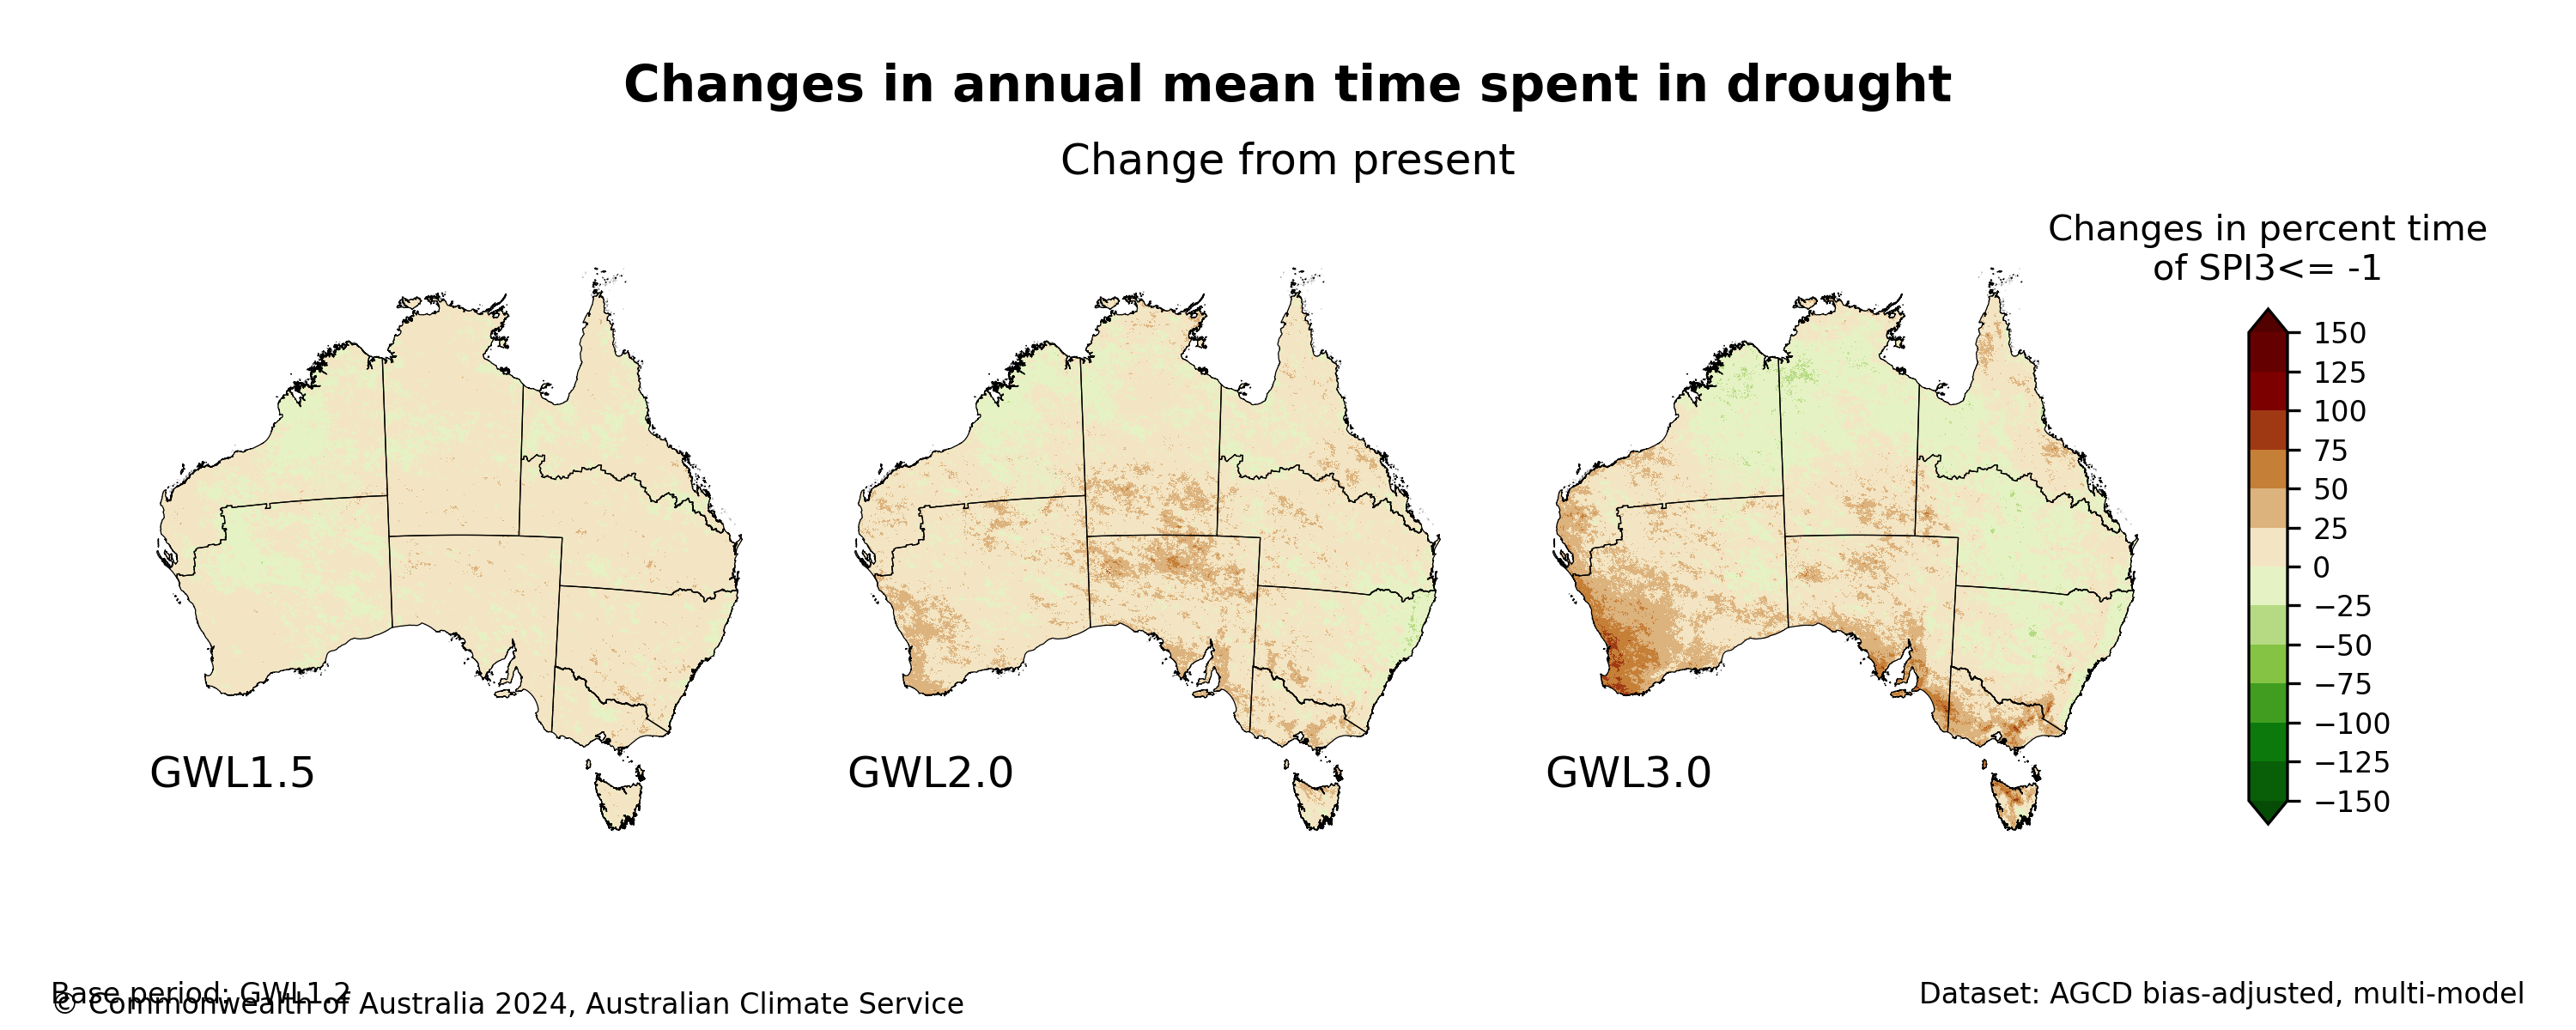 Changes in annual mean time spent in drought
Change from present
Changes in percent time
of SPI3<= -1
150
125
100
75
50
25
0
−25
−50
−75
−100
−125
−150
GWL1.5
GWL2.0
GWL3.0
Base period: GWL1.2
© Commonwealth of Australia 2024, Australian Climate Service
Dataset: AGCD bias-adjusted, multi-model